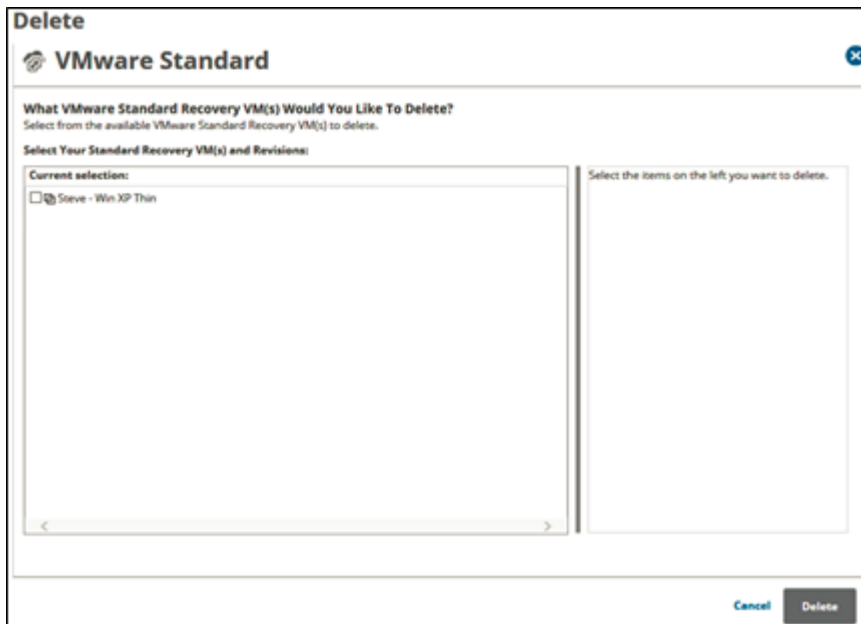 Delete
VMware Standard
What VMware Standard Recovery VM(s) Would You Like To Delete?
Select from the available VMware Standard Recovery VM(s) to delete.
Select Your Standard Recovery VM(s) and Revisions:
Current selection:
Steve - Win XP Thin
Select the items on the left you want to delete.
Cancel
Delete